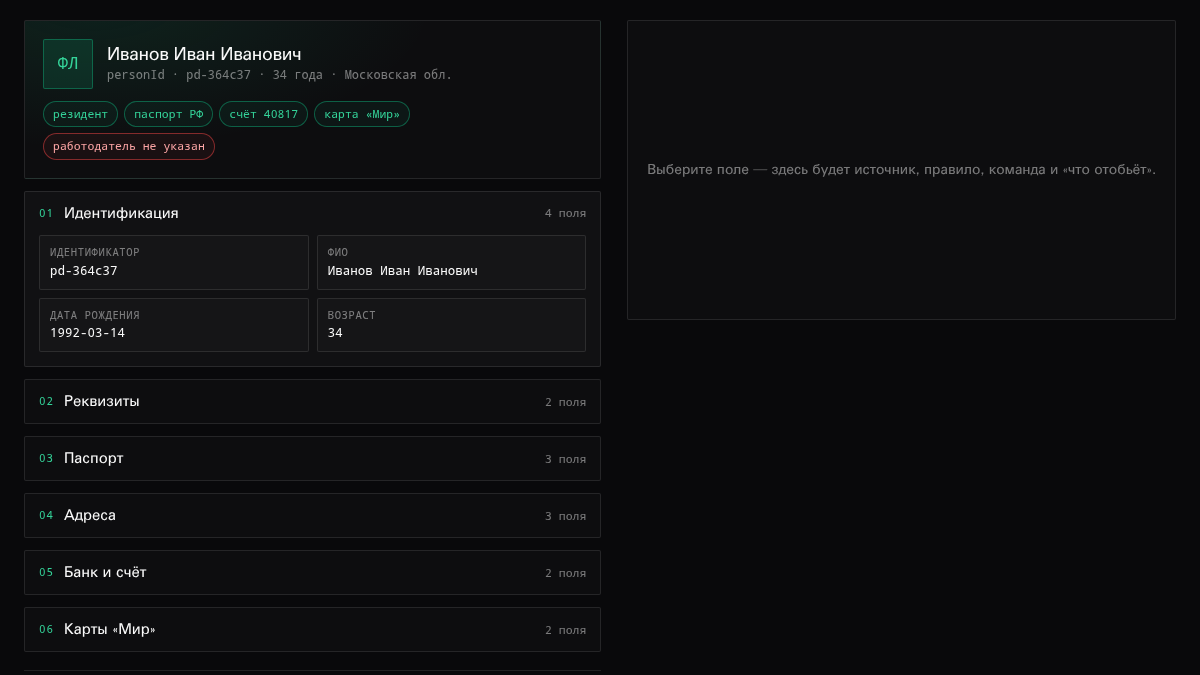 ФЛ
Иванов Иван Иванович
personId · pd-364c37 · 34 года · Московская обл.
резидент
паспорт РФ
счёт 40817
карта «Мир»
работодатель не указан
01 Идентификация 4 поля
ИДЕНТИФИКАТОР
pd-364c37
ФИО
Иванов Иван Иванович
ДАТА РОЖДЕНИЯ
1992-03-14
ВОЗРАСТ
34
02 Реквизиты 2 поля
03 Паспорт 3 поля
04 Адреса 3 поля
05 Банк и счёт 2 поля
06 Карты «Мир» 2 поля
Выберите поле — здесь будет источник, правило, команда и «что отобьёт».